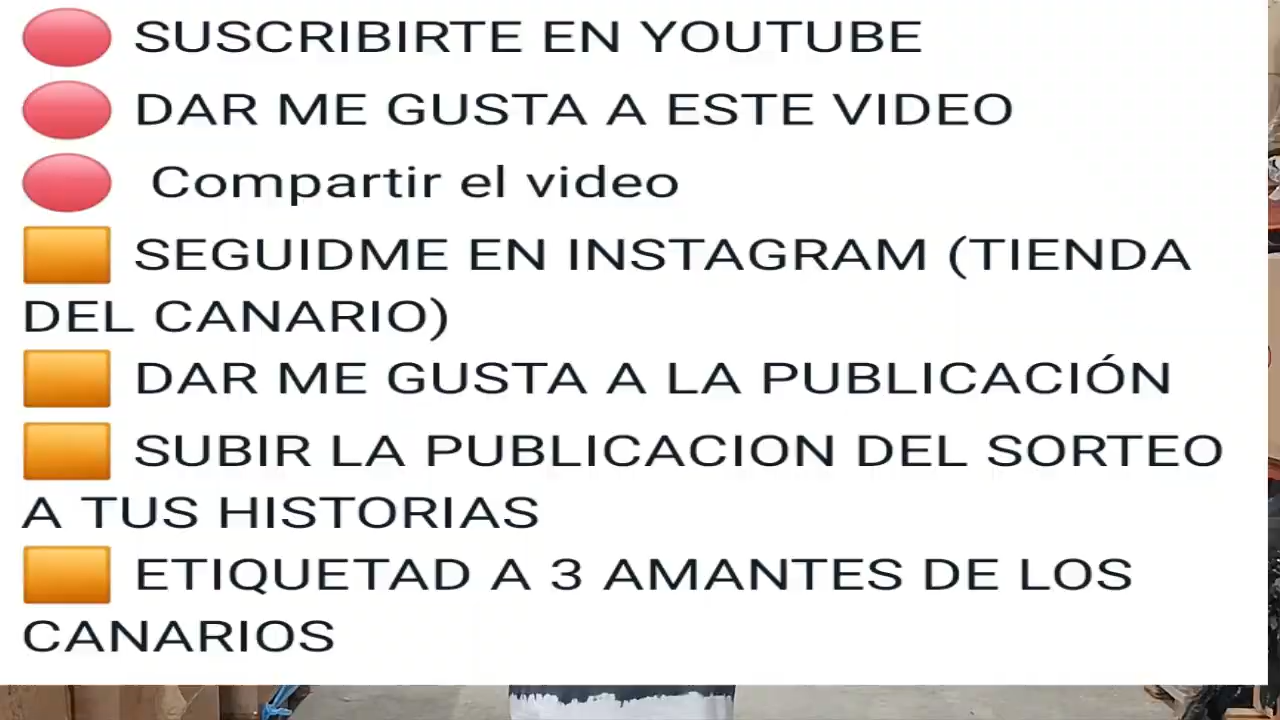 🔴 SUSCRIBIRTE EN YOUTUBE
🔴 DAR ME GUSTA A ESTE VIDEO
🔴 Compartir el video
🟧 SEGUIDME EN INSTAGRAM (TIENDA
DEL CANARIO)
🟧 DAR ME GUSTA A LA PUBLICACIÓN
🟧 SUBIR LA PUBLICACION DEL SORTEO
A TUS HISTORIAS
🟧 ETIQUETAD A 3 AMANTES DE LOS
CANARIOS